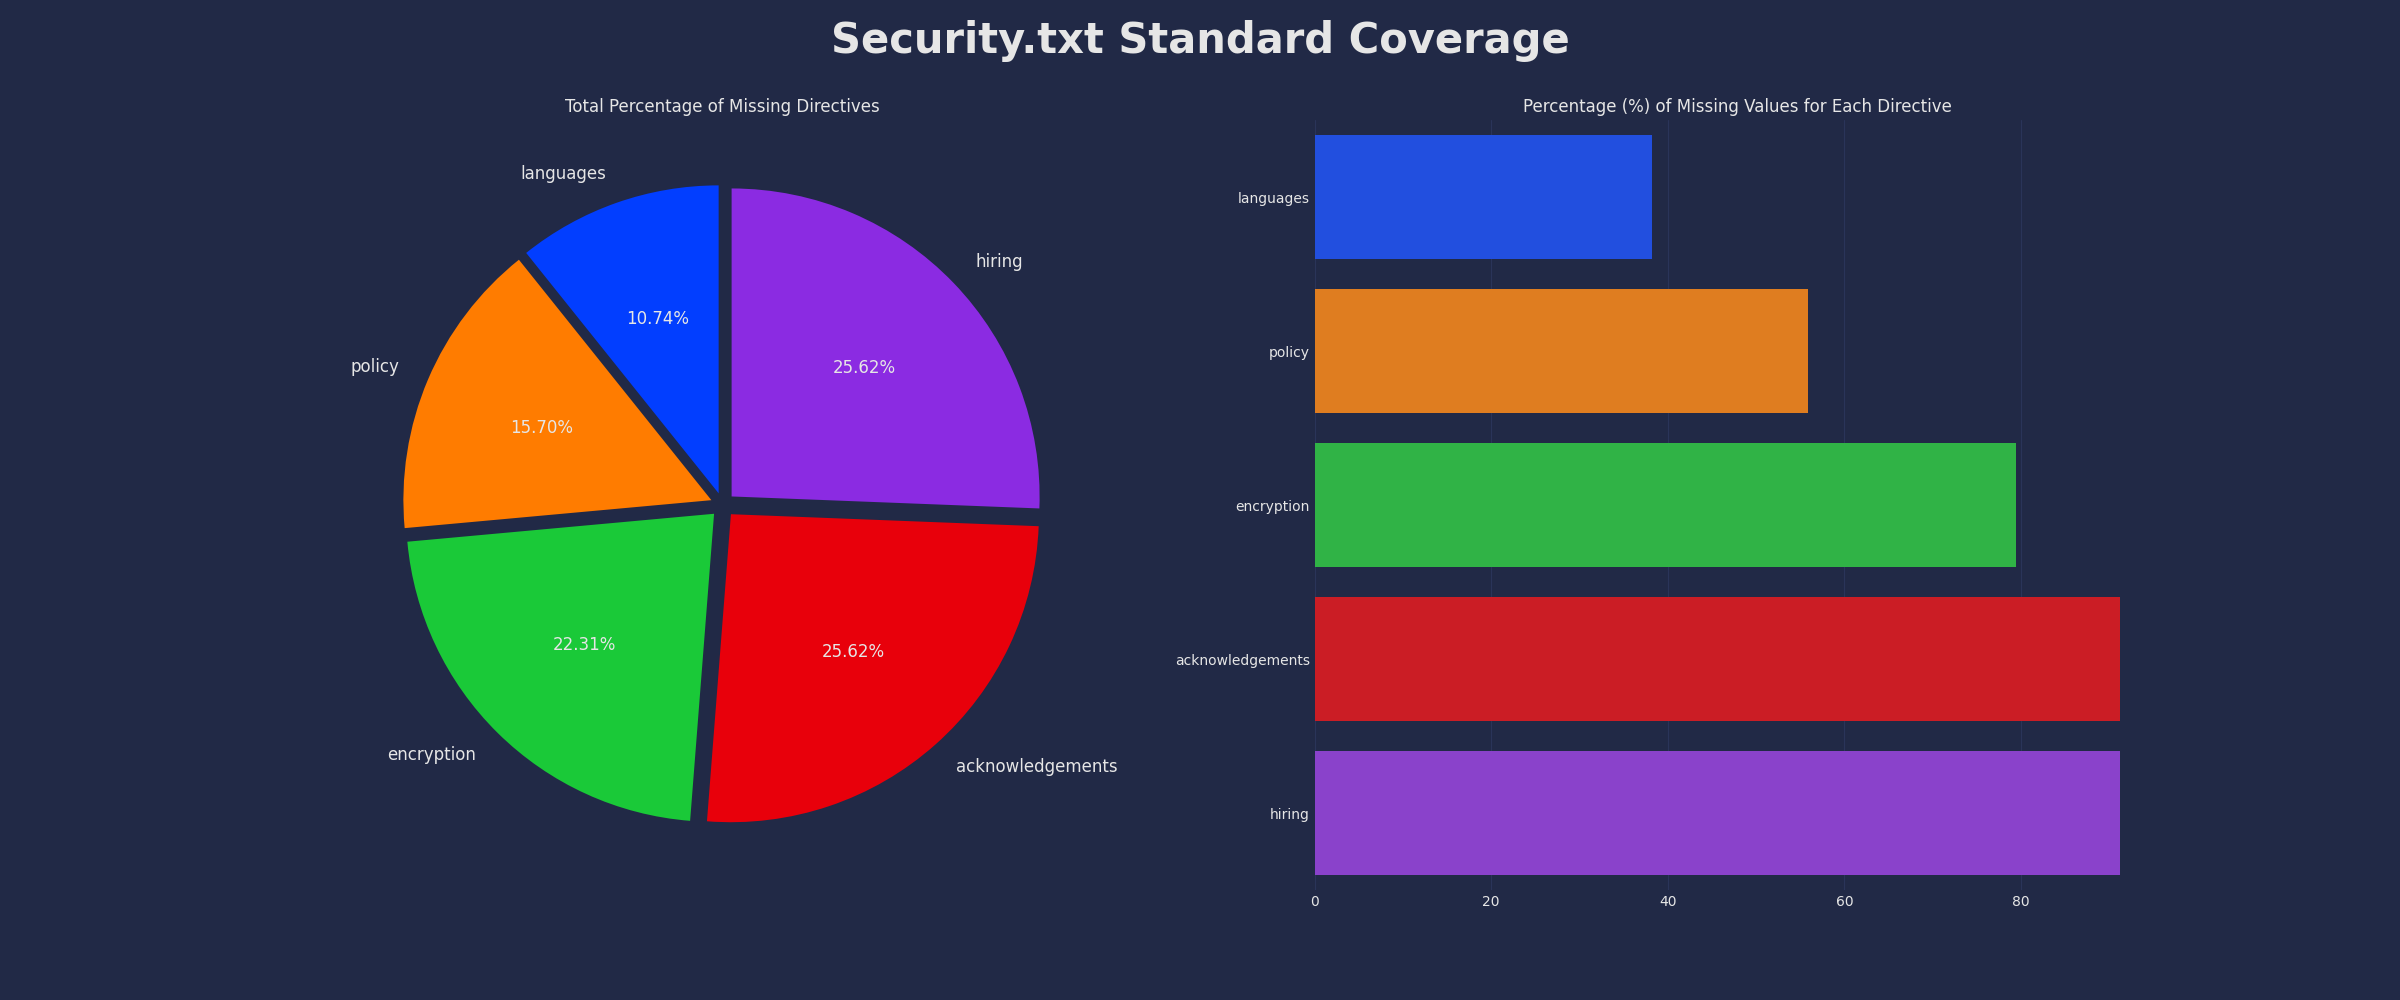 Security.txt Standard Coverage
Total Percentage of Missing Directives
languages
hiring
policy
10.74%
25.62%
15.70%
22.31%
25.62%
encryption
acknowledgements
Percentage (%) of Missing Values for Each Directive
languages
policy
encryption
acknowledgements
hiring
0 20 40 60 80